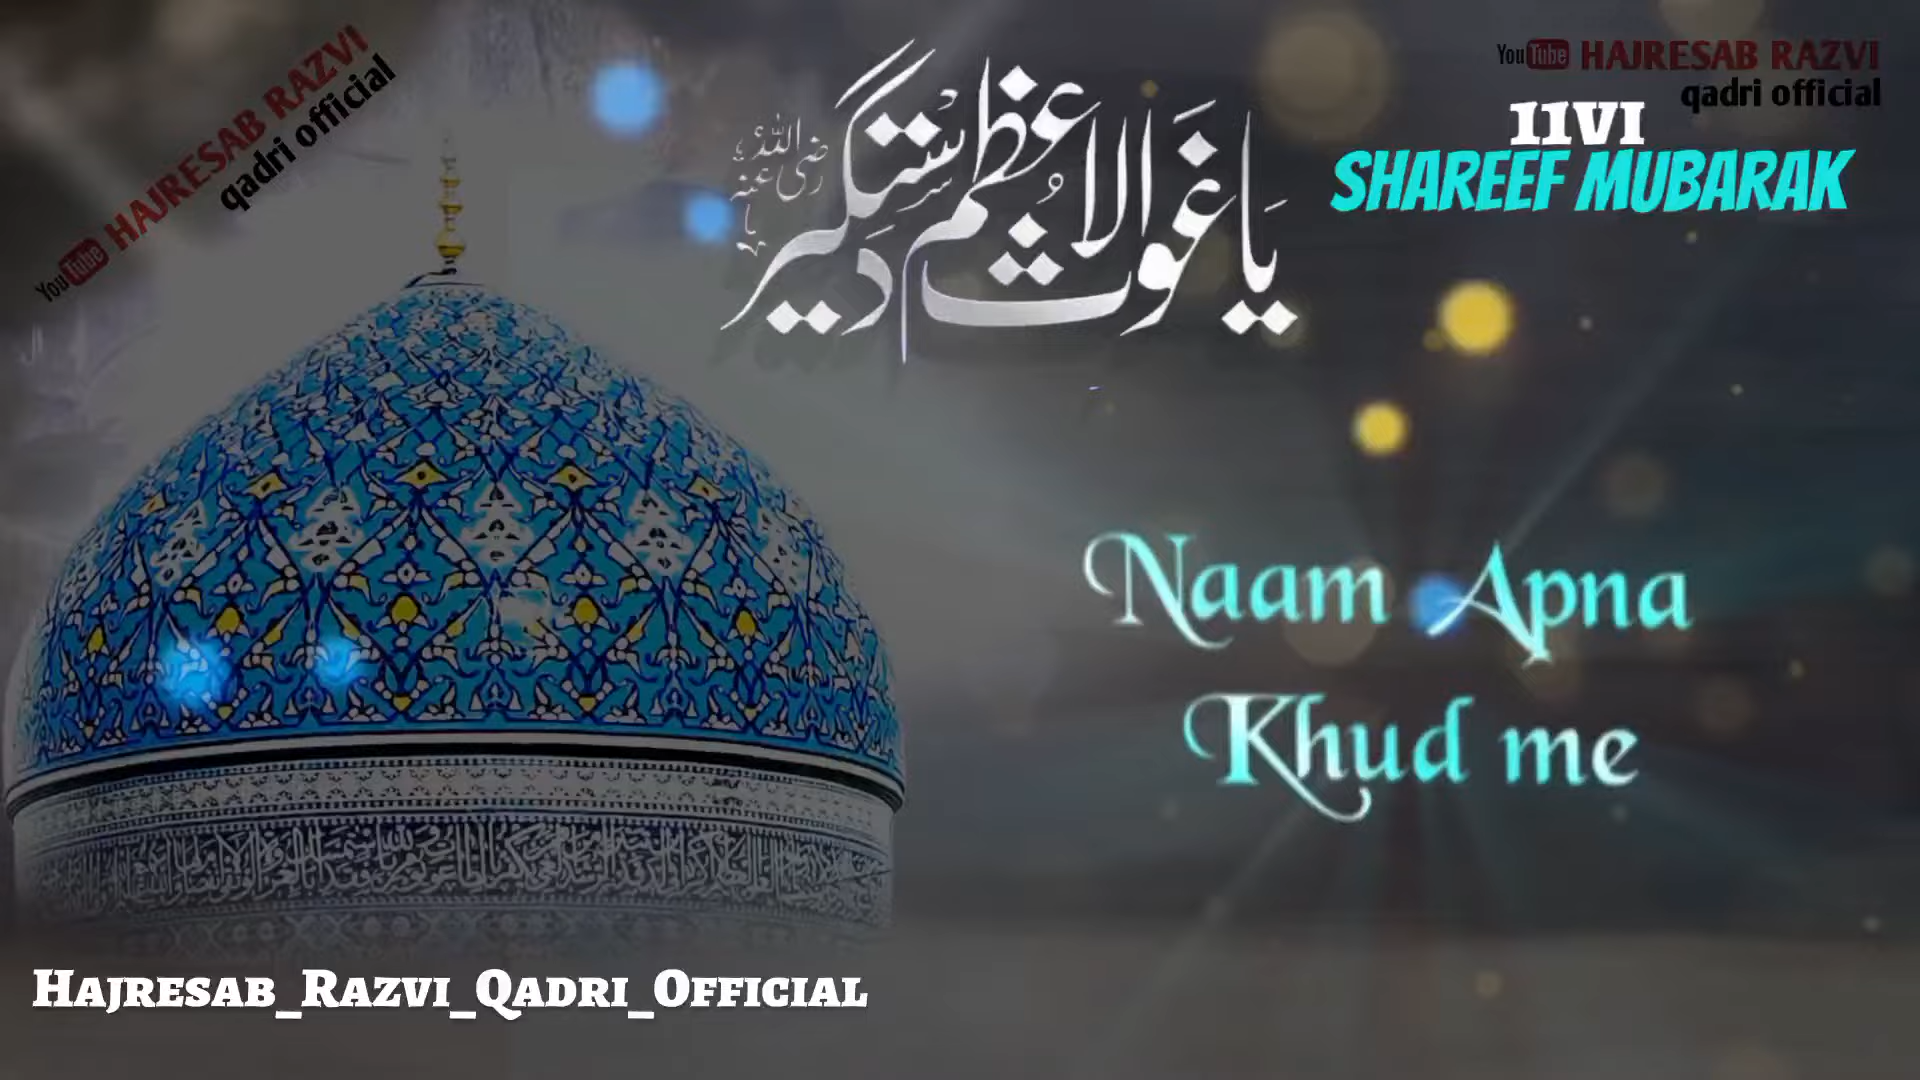 YouTube HAJRESAB RAZVI
qadri official
یا غوث الاعظم دستگیر
رضی اللہ عنہ
YouTube HAJRESAB RAZVI
qadri official
11VI
SHAREEF MUBARAK
Naam Apna
Khud me
Hajresab_Razvi_Qadri_Official